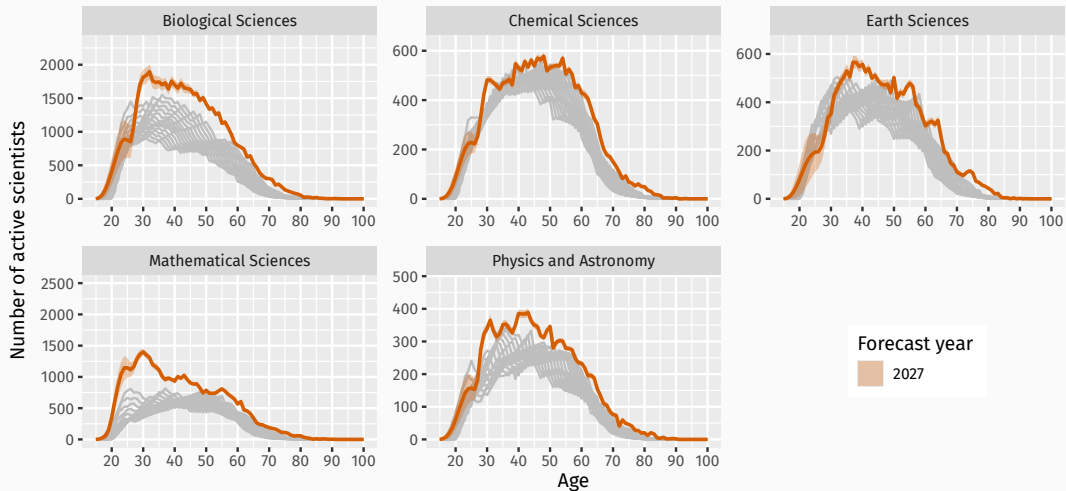 Biological Sciences
Chemical Sciences
Earth Sciences
2000
1500
1000
500
0
600
400
200
0
600
400
200
0
20 30 40 50 60 70 80 90 100
20 30 40 50 60 70 80 90 100
20 30 40 50 60 70 80 90 100
Number of active scientists
Mathematical Sciences
Physics and Astronomy
2500
2000
1500
1000
500
0
500
400
300
200
100
0
20 30 40 50 60 70 80 90 100
20 30 40 50 60 70 80 90 100
Age
Forecast year
2027